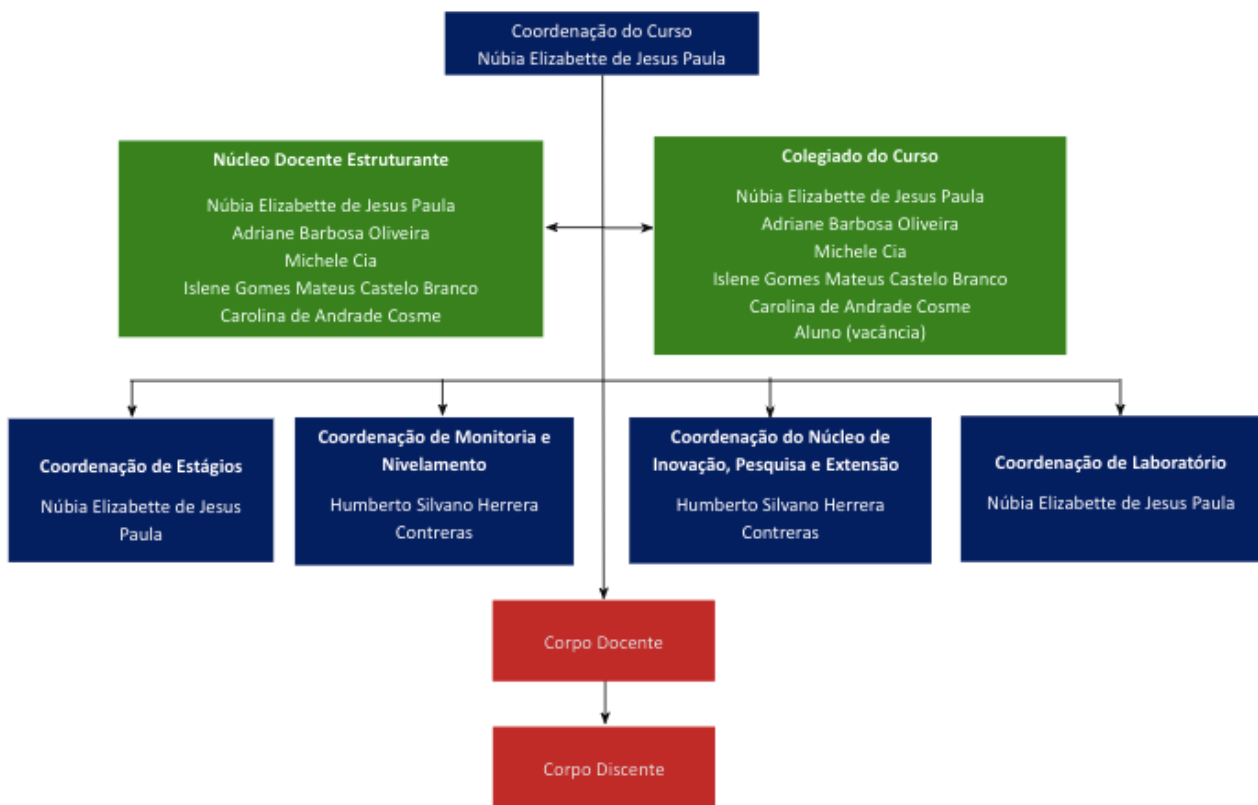 Coordenação do Curso
Núbia Elizabette de Jesus Paula
Núcleo Docente Estruturante
Núbia Elizabette de Jesus Paula
Adriane Barbosa Oliveira
Michele Cia
Islene Gomes Mateus Castelo Branco
Carolina de Andrade Cosme
Colegiado do Curso
Núbia Elizabette de Jesus Paula
Adriane Barbosa Oliveira
Michele Cia
Islene Gomes Mateus Castelo Branco
Carolina de Andrade Cosme
Aluno (vacância)
Coordenação de Estágios
Núbia Elizabette de Jesus
Paula
Coordenação de Monitoria e
Nivelamento
Humberto Silvano Herrera
Contreras
Coordenação do Núcleo de
Inovação, Pesquisa e Extensão
Humberto Silvano Herrera
Contreras
Coordenação de Laboratório
Núbia Elizabette de Jesus Paula
Corpo Docente
Corpo Discente